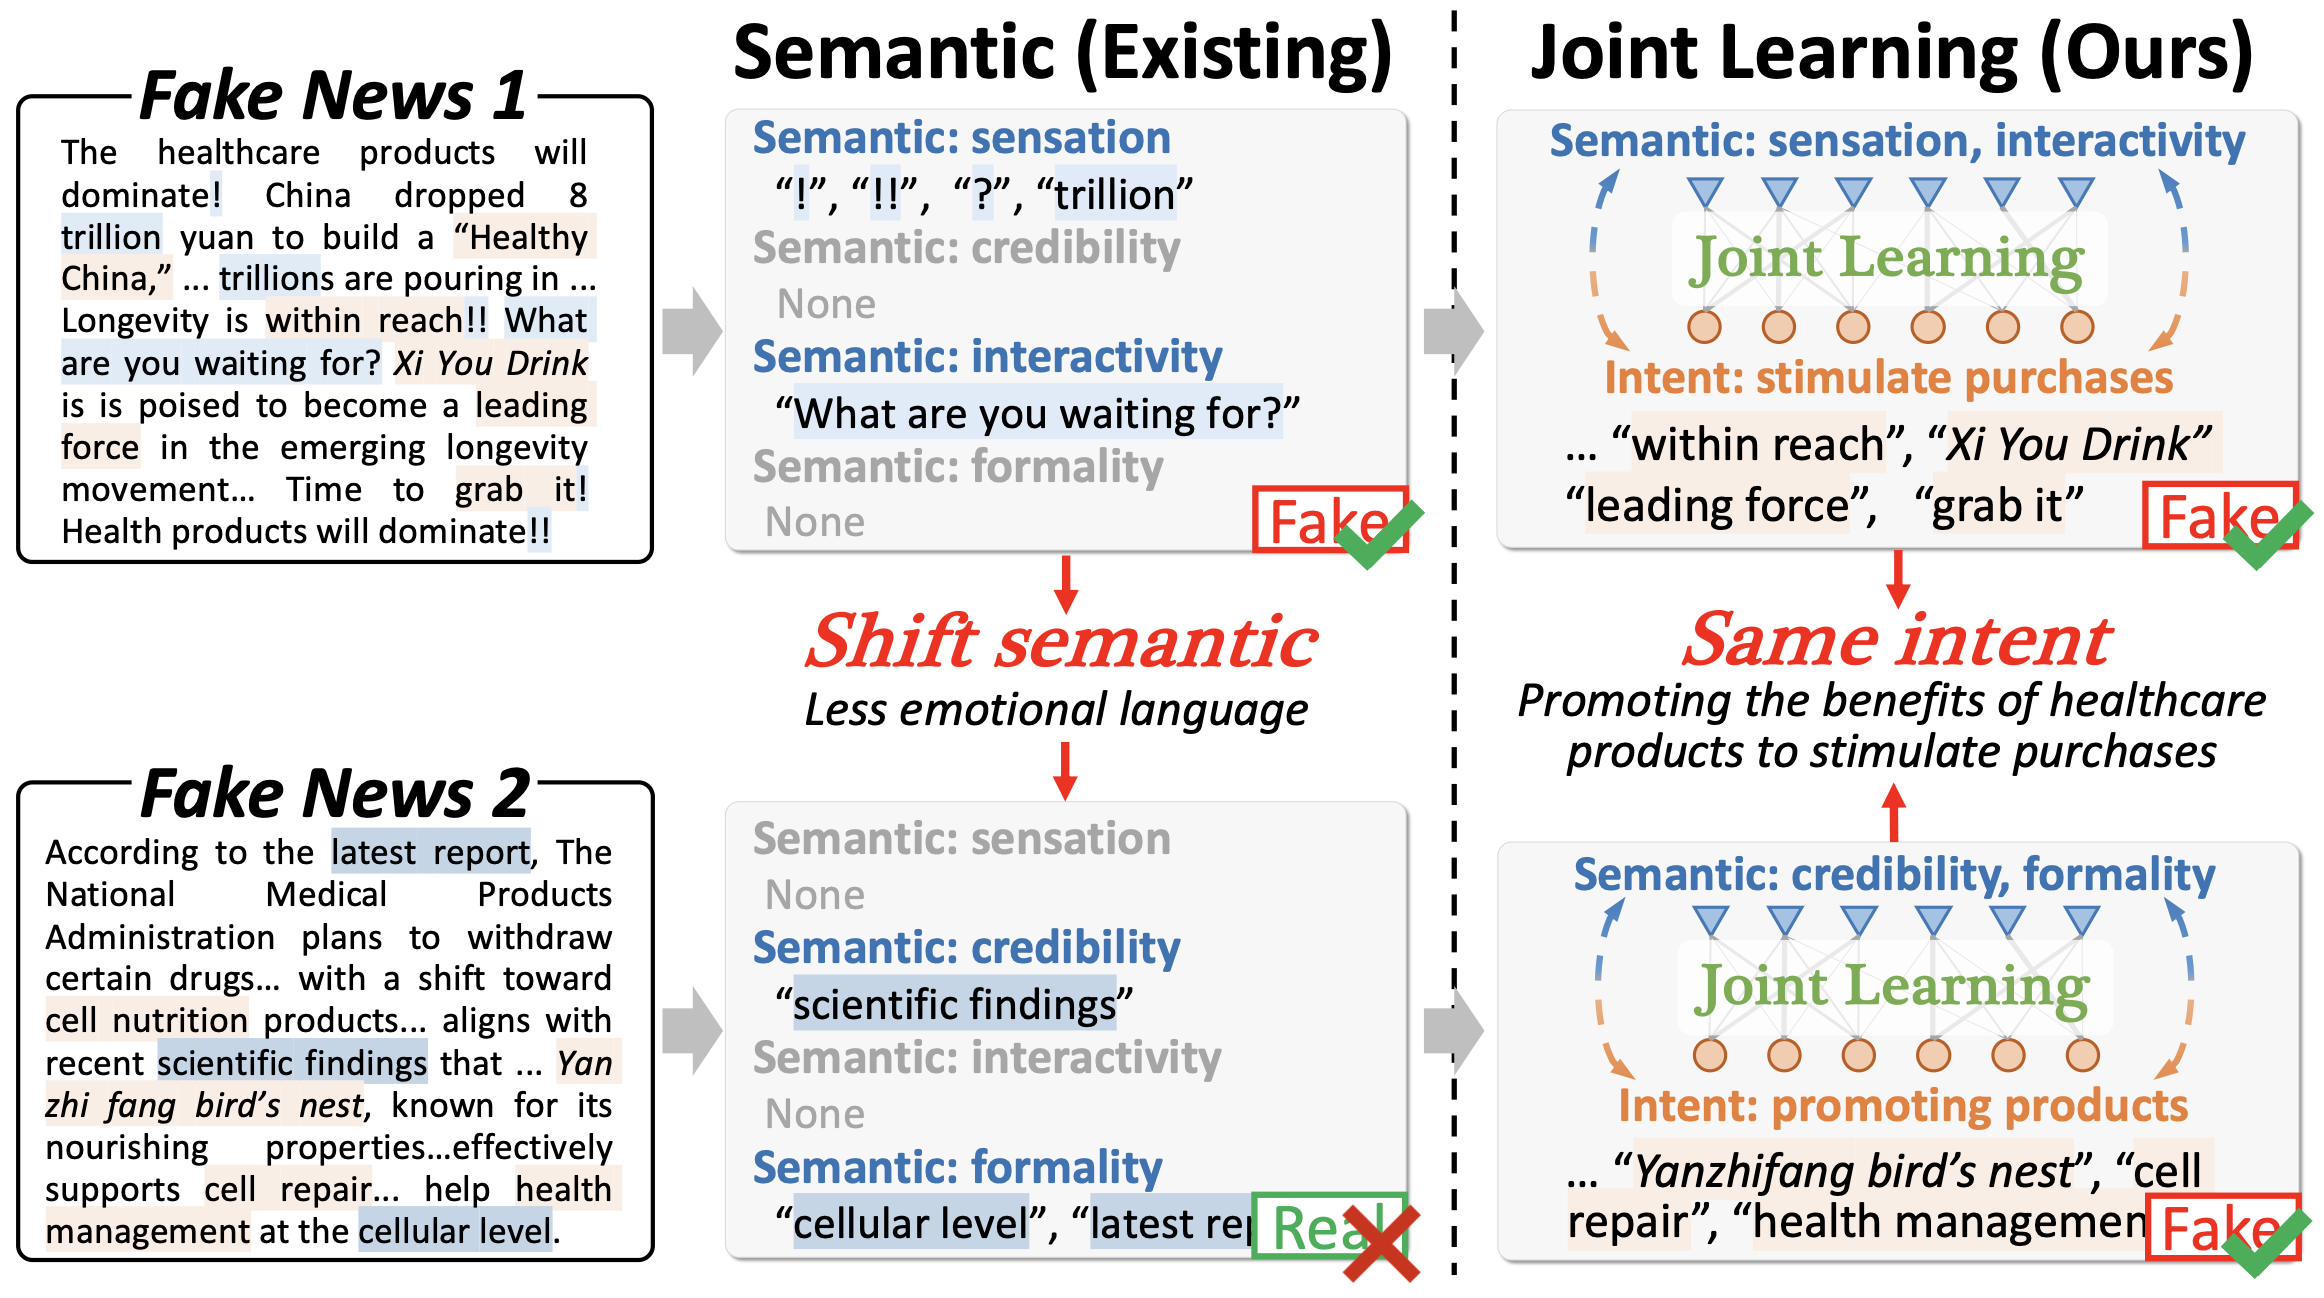 Semantic (Existing)
Joint Learning (Ours)
Fake News 1
The healthcare products will
dominate! China dropped 8
trillion yuan to build a “Healthy
China,” ... trillions are pouring in ...
Longevity is within reach!! What
are you waiting for? Xi You Drink
is is poised to become a leading
force in the emerging longevity
movement... Time to grab it!
Health products will dominate!!
Semantic: sensation
“!”, “!!”, “?”, “trillion”
Semantic: credibility
None
Semantic: interactivity
“What are you waiting for?”
Semantic: formality
None
Fake
Semantic: sensation, interactivity
Joint Learning
Intent: stimulate purchases
... “within reach”, “Xi You Drink”
“leading force”, “grab it”
Fake
Shift semantic
Less emotional language
Same intent
Promoting the benefits of healthcare
products to stimulate purchases
Fake News 2
According to the latest report, The
National Medical Products
Administration plans to withdraw
certain drugs... with a shift toward
cell nutrition products... aligns with
recent scientific findings that ... Yan
zhi fang bird’s nest, known for its
nourishing properties...effectively
supports cell repair... help health
management at the cellular level.
Semantic: sensation
None
Semantic: credibility
“scientific findings”
Semantic: interactivity
None
Semantic: formality
“cellular level”, “latest
Real
Semantic: credibility, formality
Joint Learning
Intent: promoting products
... “Yanzhifang bird’s nest”, “cell
repair”, “health
Fake